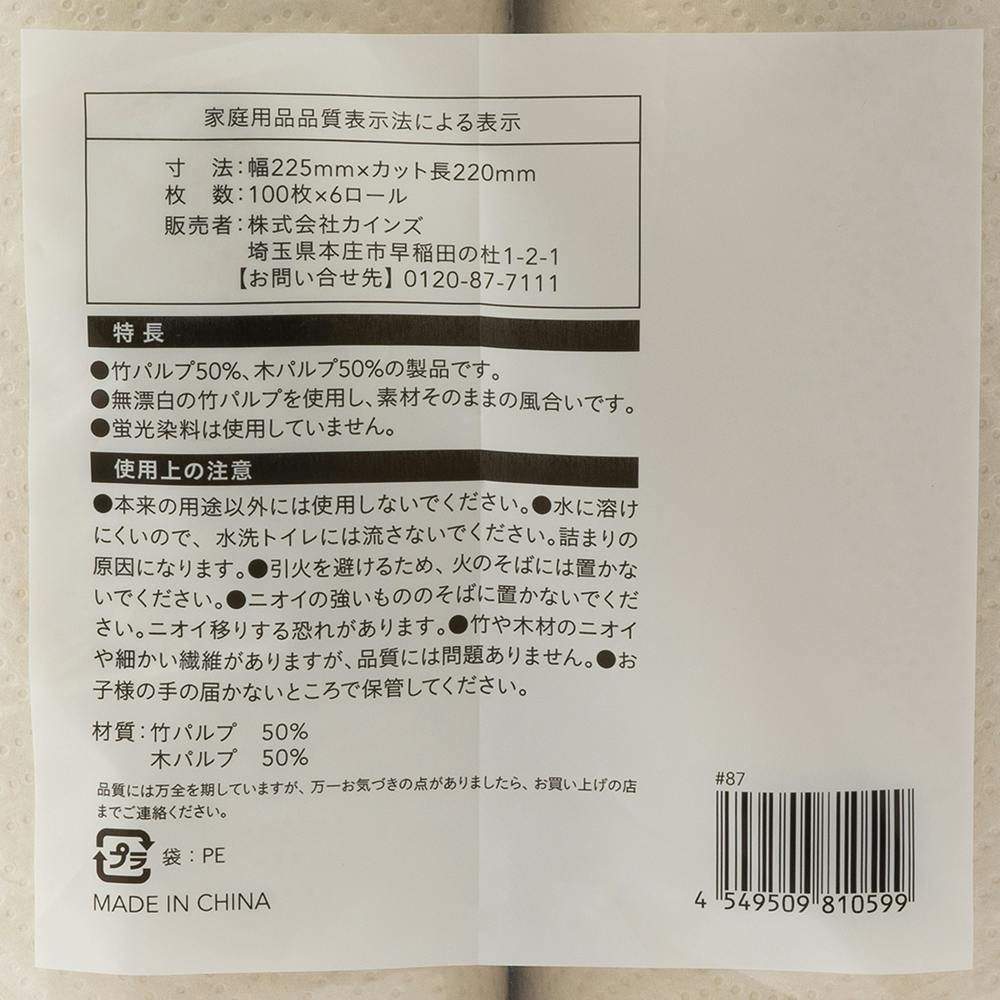 家庭用品品質表示法による表示
寸　法：幅225mm×カット長220mm
枚　数：100枚×6ロール
販売者：株式会社カインズ
埼玉県本庄市早稲田の杜1-2-1
【お問い合せ先】0120-87-7111
特長
●竹パルプ50%、木パルプ50%の製品です。
●無漂白の竹パルプを使用し、素材そのままの風合いです。
●蛍光染料は使用していません。
使用上の注意
●本来の用途以外には使用しないでください。●水に溶け
にくいので、水洗トイレには流さないでください。詰まりの
原因になります。●引火を避けるため、火のそばには置かな
いでください。●ニオイの強いもののそばに置かないでくだ
さい。ニオイ移りする恐れがあります。●竹や木材のニオイ
や細かい繊維がありますが、品質には問題ありません。●お
子様の手の届かないところで保管してください。
材質：竹パルプ　50%
木パルプ　50%
品質には万全を期していますが、万一お気づきの点がありましたら、お買い上げの店
までご連絡ください。
プラ 袋：PE
MADE IN CHINA
#87
4 549509 810599